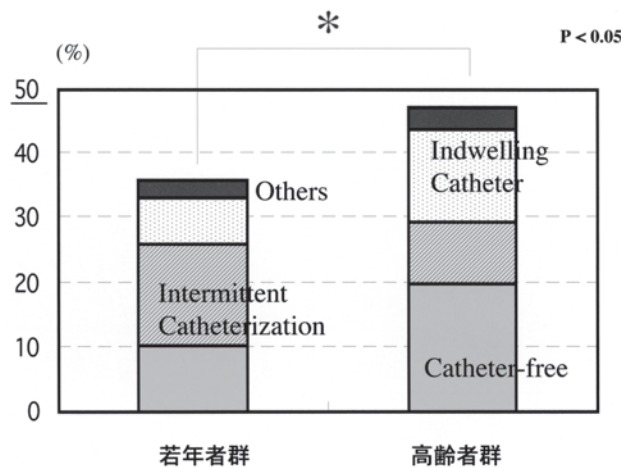 *
P < 0.05
(%)
50
40
30
20
10
0
Others
Indwelling
Catheter
Intermittent
Catheterization
Catheter-free
若年者群
高齢者群